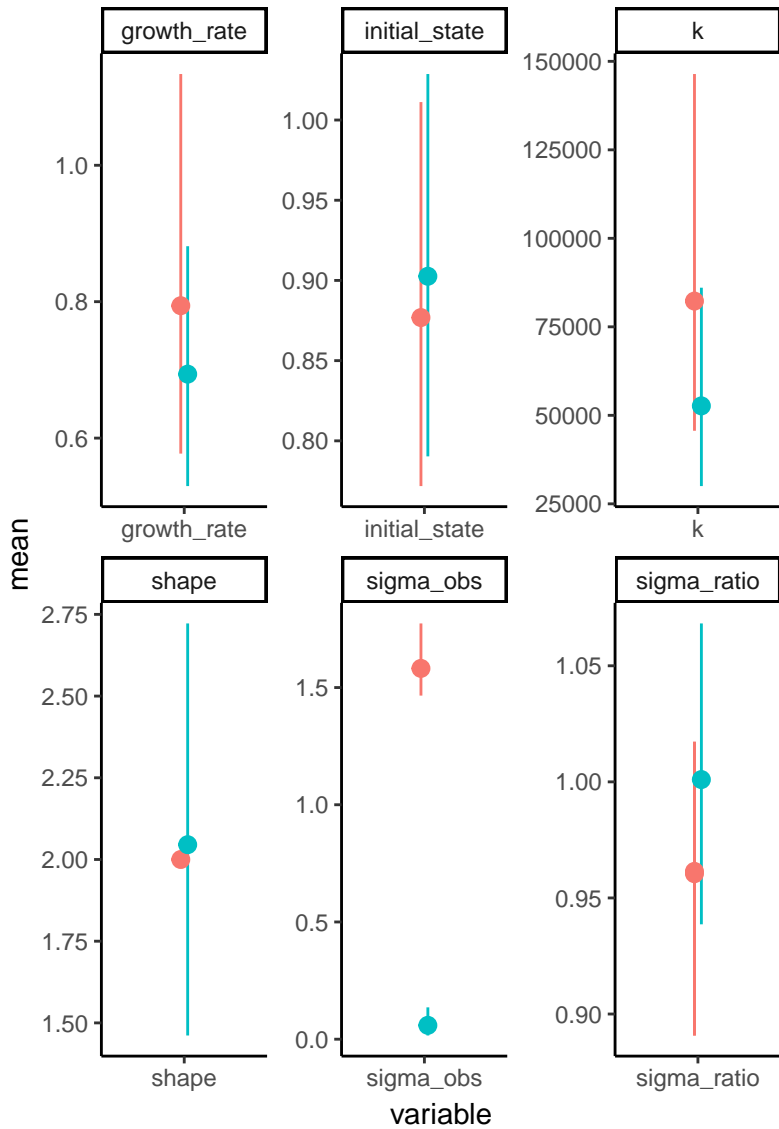 growth_rate
initial_state
k
1.0
0.8
0.6
1.00
0.95
0.90
0.85
0.80
150000
125000
100000
75000
50000
25000
growth_rate
initial_state
k
mean
shape
sigma_obs
sigma_ratio
2.75
2.50
2.25
2.00
1.75
1.50
1.5
1.0
0.5
0.0
1.05
1.00
0.95
0.90
shape
sigma_obs
sigma_ratio
variable